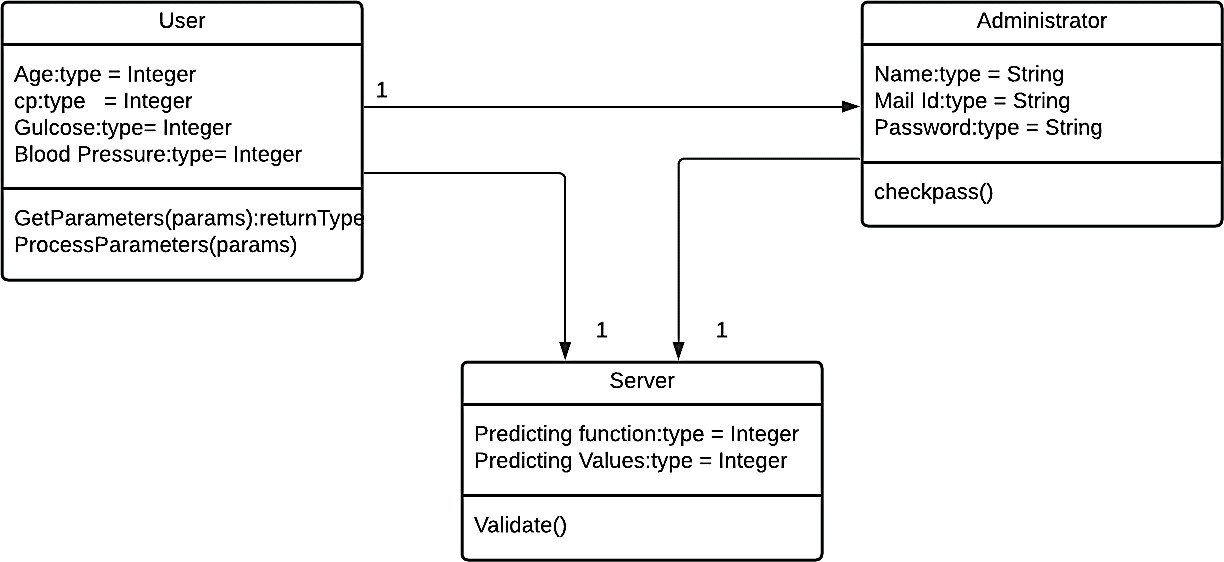 User
Age:type = Integer
cp:type = Integer
Gulcose:type= Integer
Blood Pressure:type= Integer
GetParameters(params):returnType
ProcessParameters(params)
1
Administrator
Name:type = String
Mail Id:type = String
Password:type = String
checkpass()
1
1
Server
Predicting function:type = Integer
Predicting Values:type = Integer
Validate()